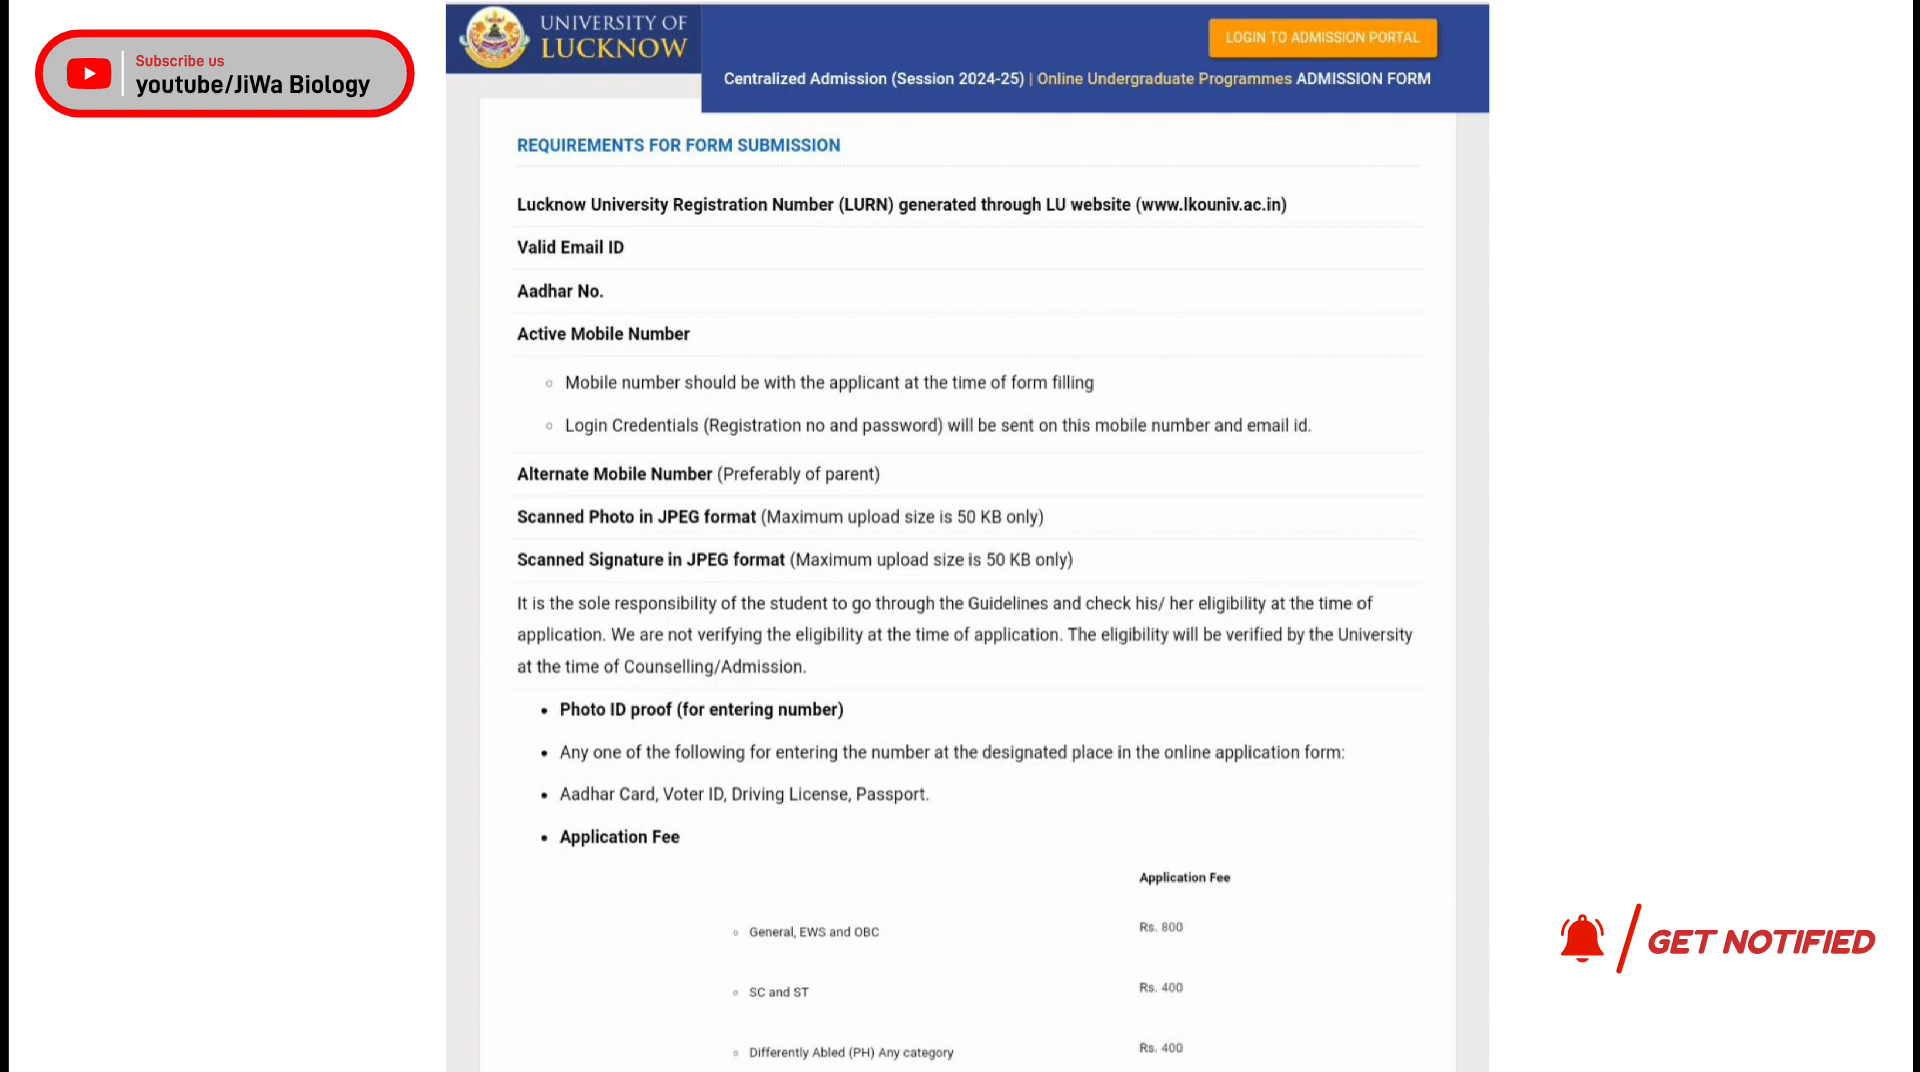 Subscribe us
youtube/JiWa Biology
UNIVERSITY OF
LUCKNOW
LOGIN TO ADMISSION PORTAL
Centralized Admission (Session 2024-25) | Online Undergraduate Programmes ADMISSION FORM
REQUIREMENTS FOR FORM SUBMISSION
Lucknow University Registration Number (LURN) generated through LU website (www.lkouniv.ac.in)
Valid Email ID
Aadhar No.
Active Mobile Number
Mobile number should be with the applicant at the time of form filling
Login Credentials (Registration no and password) will be sent on this mobile number and email id.
Alternate Mobile Number (Preferably of parent)
Scanned Photo in JPEG format (Maximum upload size is 50 KB only)
Scanned Signature in JPEG format (Maximum upload size is 50 KB only)
It is the sole responsibility of the student to go through the Guidelines and check his/ her eligibility at the time of
application. We are not verifying the eligibility at the time of application. The eligibility will be verified by the University
at the time of Counselling/Admission.
Photo ID proof (for entering number)
Any one of the following for entering the number at the designated place in the online application form:
Aadhar Card, Voter ID, Driving License, Passport.
Application Fee
Application Fee
General, EWS and OBC Rs. 800
SC and ST Rs. 400
Differently Abled (PH) Any category Rs. 400
GET NOTIFIED